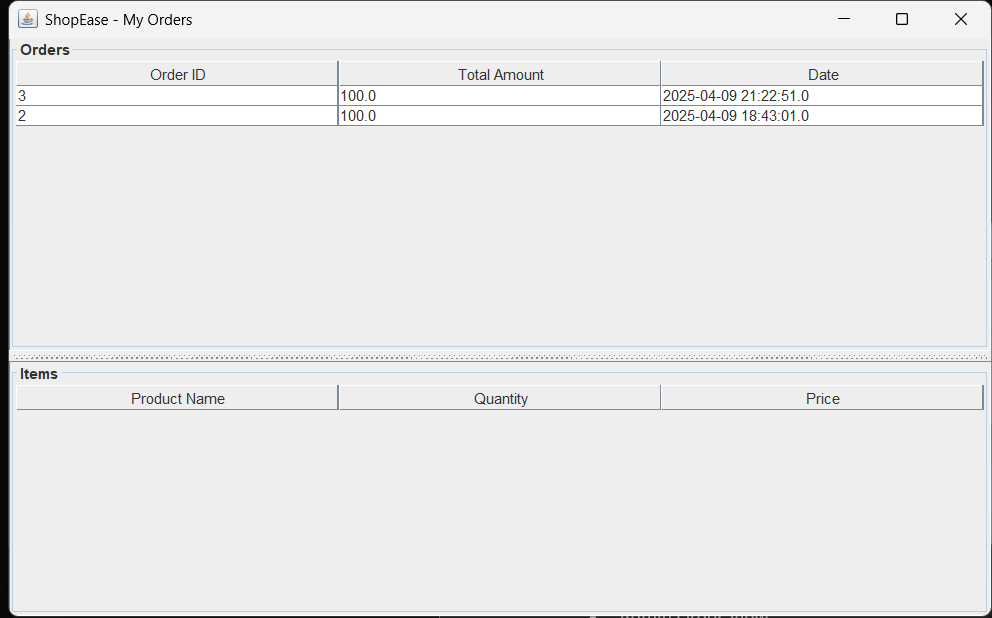 ShopEase - My Orders
Orders
Order ID Total Amount Date
3 100.0 2025-04-09 21:22:51.0
2 100.0 2025-04-09 18:43:01.0
Items
Product Name Quantity Price